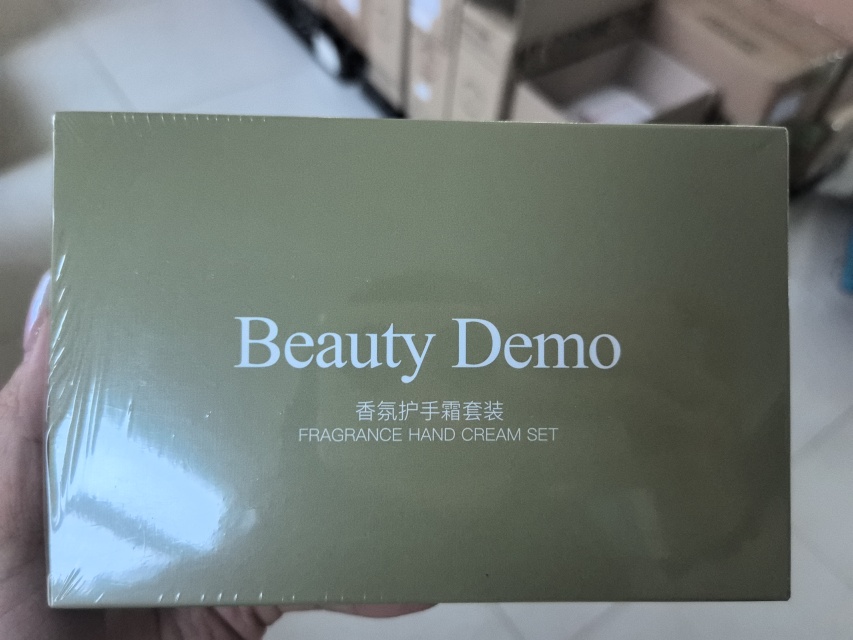 Beauty Demo
香氛护手霜套装
FRAGRANCE HAND CREAM SET